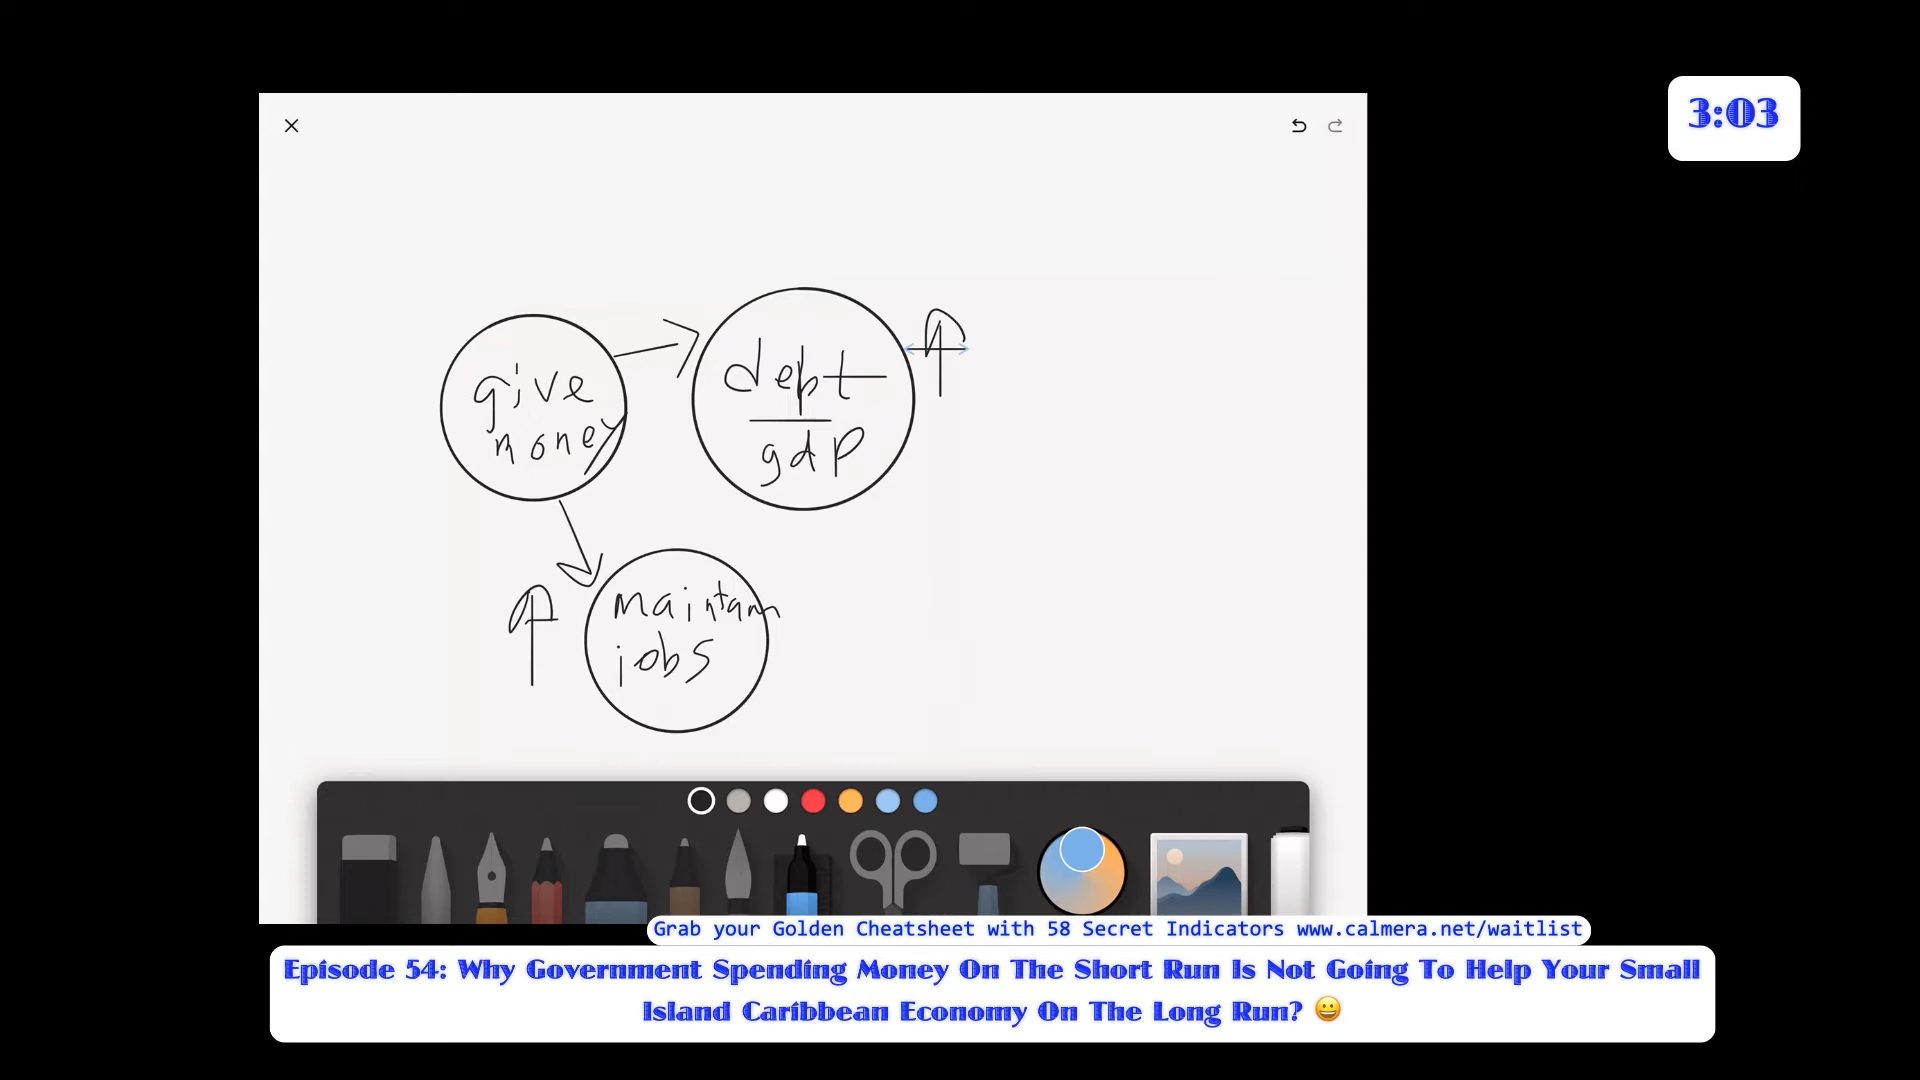 3:03
give
money
debt
gdp
maintain
jobs
Grab your Golden Cheatsheet with 58 Secret Indicators www.calmera.net/waitlist
Episode 54: Why Government Spending Money On The Short Run Is Not Going To Help Your Small
Island Caribbean Economy On The Long Run? 😀